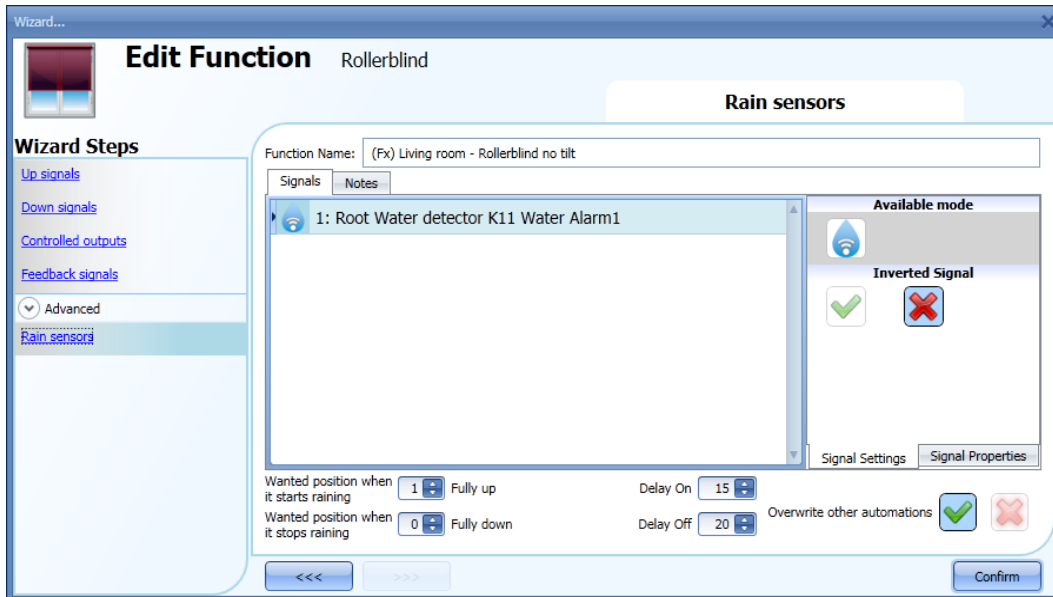 Wizard...
Edit Function Rollerblind
Rain sensors
Wizard Steps
Up signals
Down signals
Controlled outputs
Feedback signals
Advanced
Rain sensors
Function Name: (Fx) Living room - Rollerblind no tilt
Signals Notes
1: Root Water detector K11 Water Alarm1
Available mode
Inverted Signal
Signal Settings Signal Properties
Wanted position when
it starts raining
1 Fully up
Delay On 15
Wanted position when
it stops raining
0 Fully down
Delay Off 20
Overwrite other automations
<<< >>> Confirm